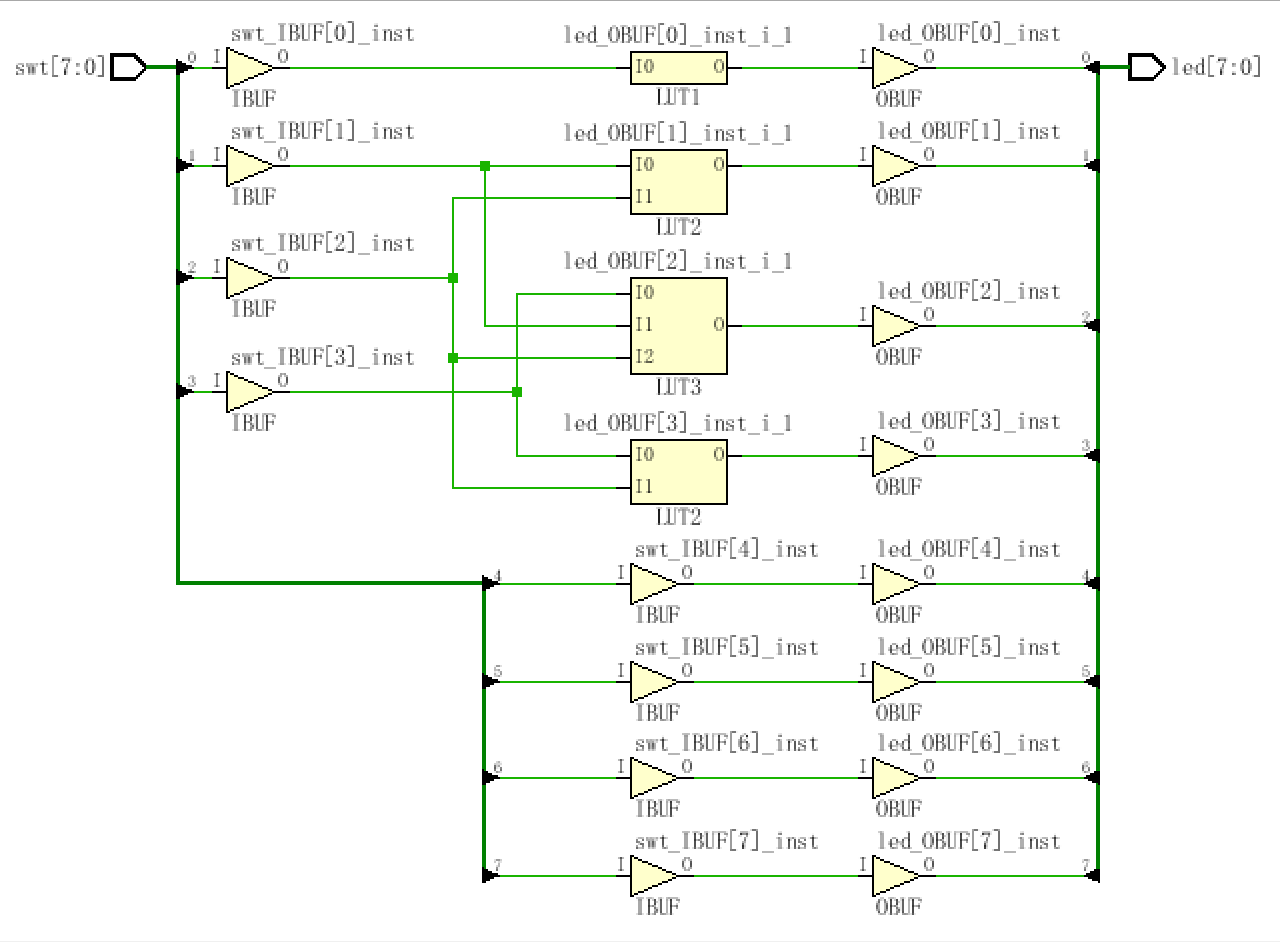 swt_IBUF[0]_inst
led_OBUF[0]_inst_i_1
led_OBUF[0]_inst
swt[7:0]
0
I
O
I0
O
I
O
0
led[7:0]
IBUF
LUT1
OBUF
swt_IBUF[1]_inst
led_OBUF[1]_inst_i_1
led_OBUF[1]_inst
1
I
O
I0
O
I
O
1
IBUF
I1
OBUF
LUT2
swt_IBUF[2]_inst
led_OBUF[2]_inst_i_1
2
I
O
I0
led_OBUF[2]_inst
IBUF
I1
O
I
O
2
swt_IBUF[3]_inst
I2
OBUF
3
I
O
LUT3
IBUF
led_OBUF[3]_inst_i_1
led_OBUF[3]_inst
I0
O
I
O
3
I1
OBUF
LUT2
swt_IBUF[4]_inst
led_OBUF[4]_inst
4
I
O
I
O
4
IBUF
OBUF
swt_IBUF[5]_inst
led_OBUF[5]_inst
5
I
O
I
O
5
IBUF
OBUF
swt_IBUF[6]_inst
led_OBUF[6]_inst
6
I
O
I
O
6
IBUF
OBUF
swt_IBUF[7]_inst
led_OBUF[7]_inst
7
I
O
I
O
7
IBUF
OBUF